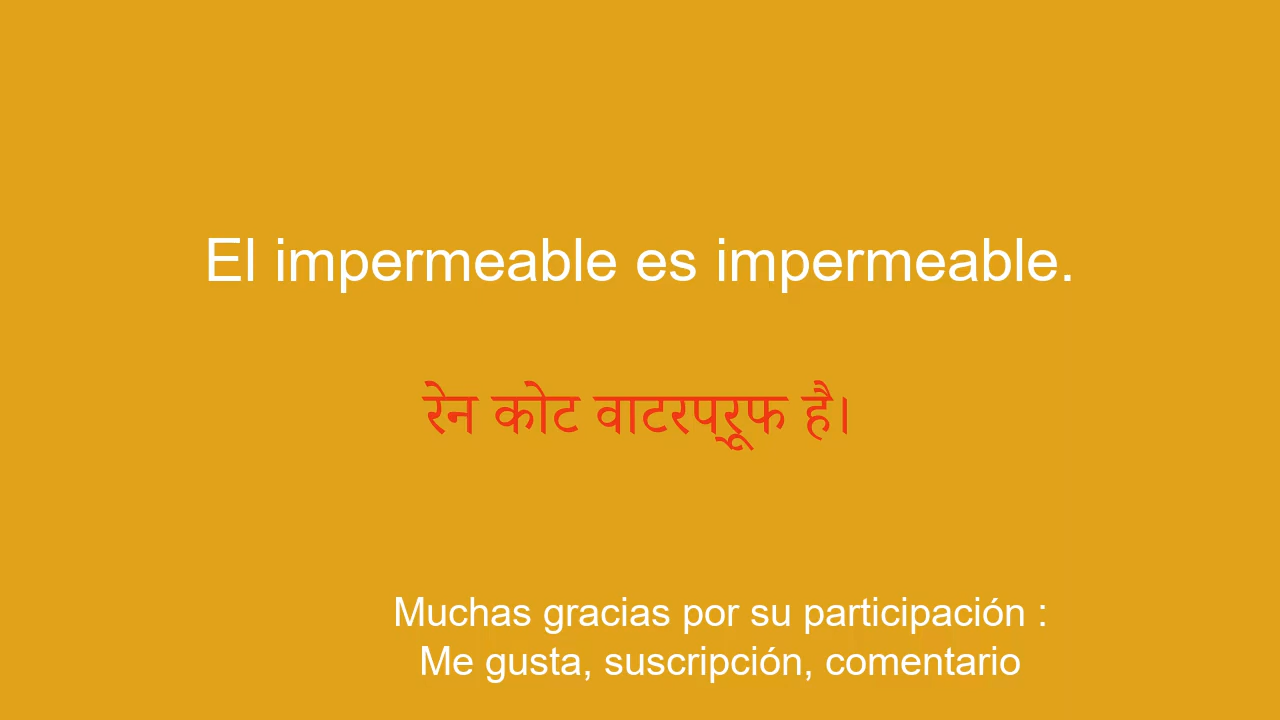 El impermeable es impermeable.
रेन कोट वाटरप्रूफ है।
Muchas gracias por su participación :
Me gusta, suscripción, comentario